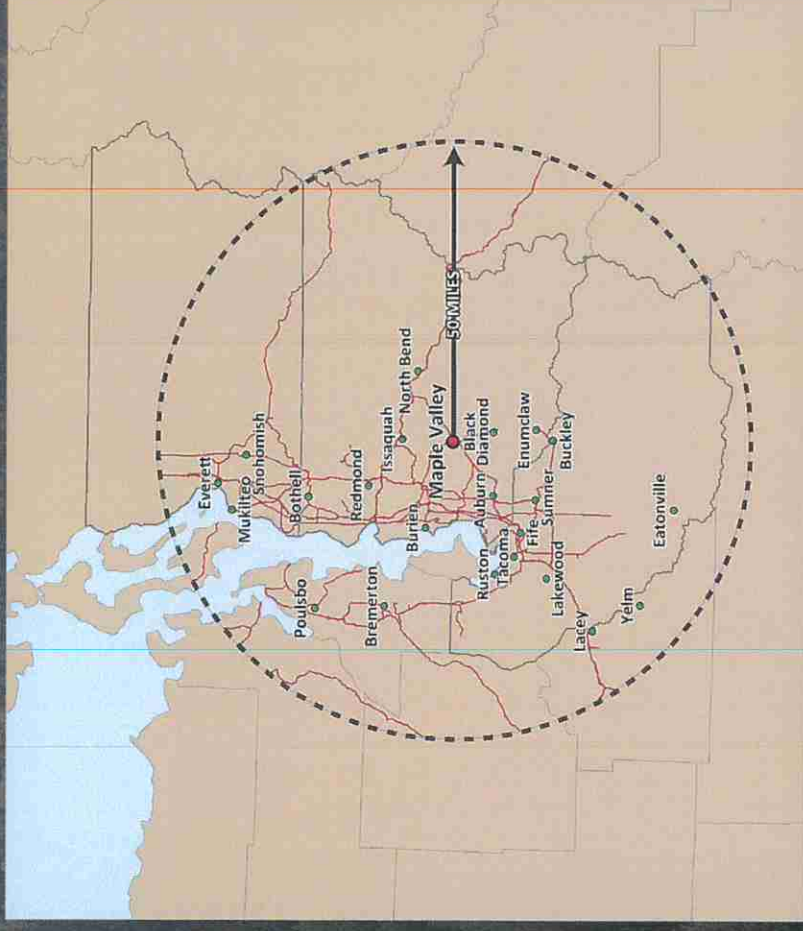 Everett
Mukilteo
Snohomish
Bothell
Poulsbo
Redmond
Bremerton
Issaquah
North Bend
Burien
Maple Valley
50 MILES
Black
Diamond
Auburn
Ruston
Tacoma
Fife
Sumner
Enumclaw
Buckley
Lakewood
Lacey
Yelm
Eatonville